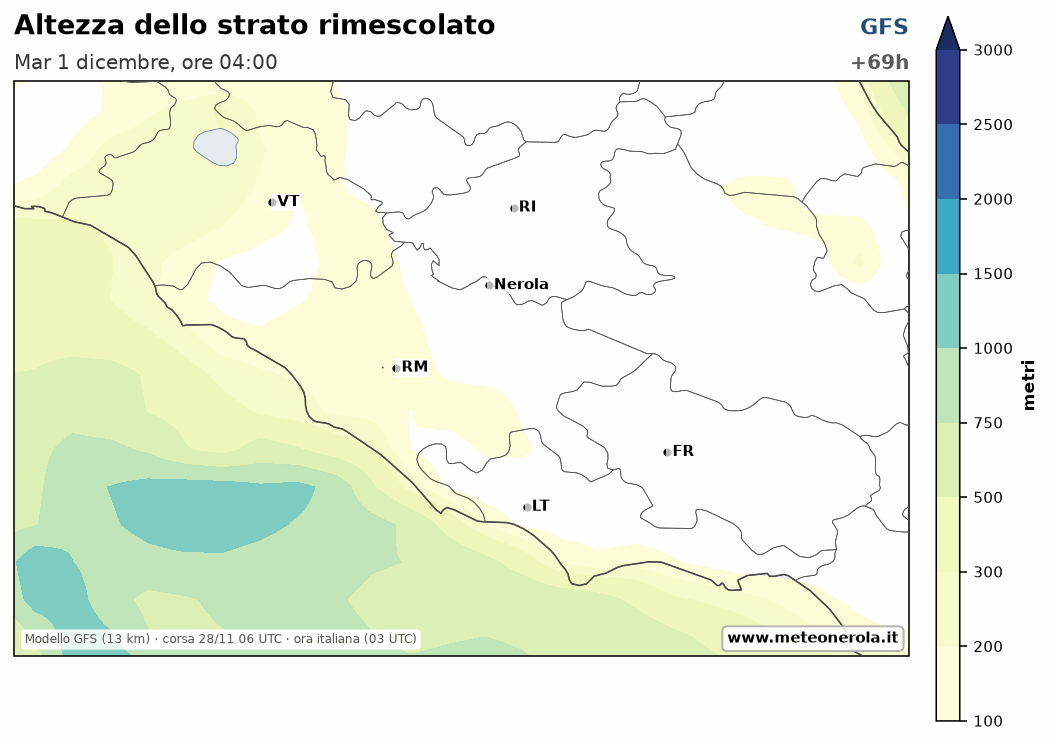 Altezza dello strato rimescolato
GFS
Mar 1 dicembre, ore 04:00
+69h
3000
2500
2000
1500
1000
750
500
300
200
100
metri
VT
RI
Nerola
RM
FR
LT
Modello GFS (13 km) · corsa 28/11 06 UTC · ora italiana (03 UTC)
www.meteonerola.it